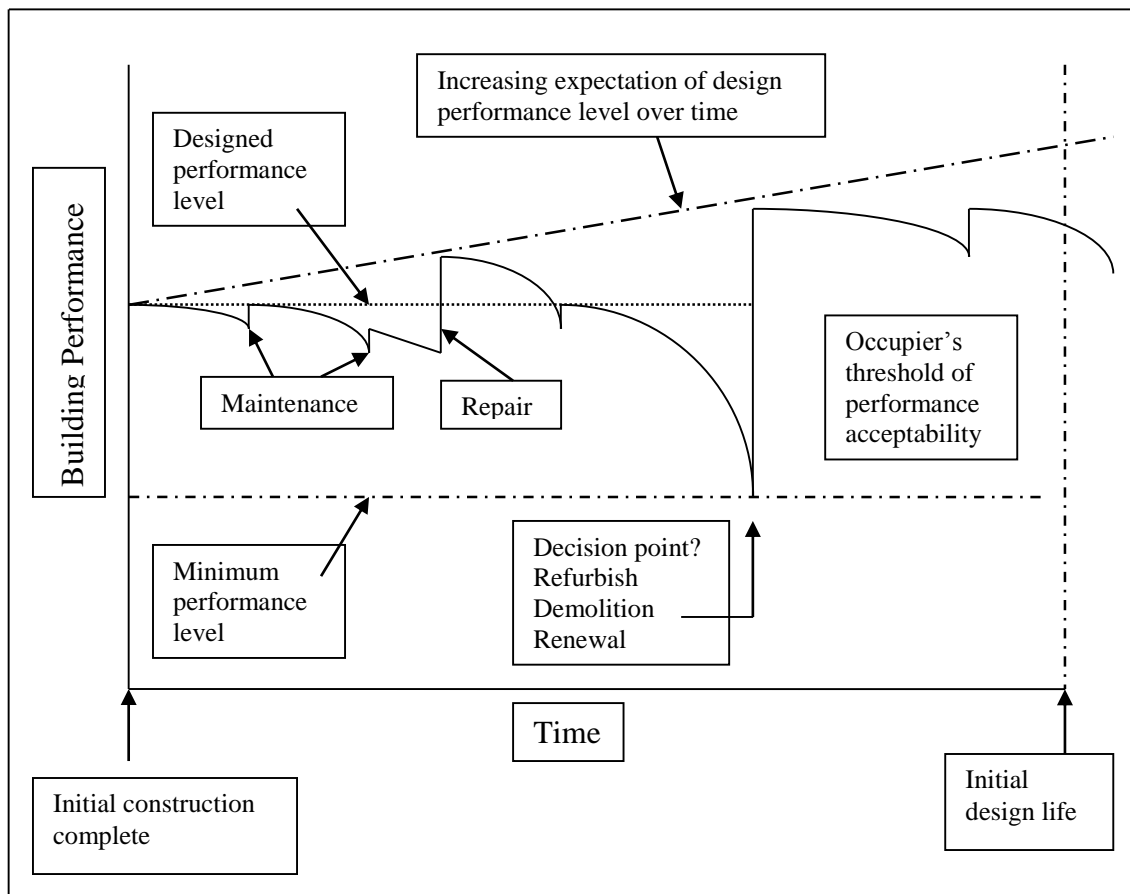 Increasing expectation of design
performance level over time
Designed
performance
level
Building Performance
Maintenance
Repair
Occupier's
threshold of
performance
acceptability
Minimum
performance
level
Decision point?
Refurbish
Demolition
Renewal
Time
Initial construction
complete
Initial
design life